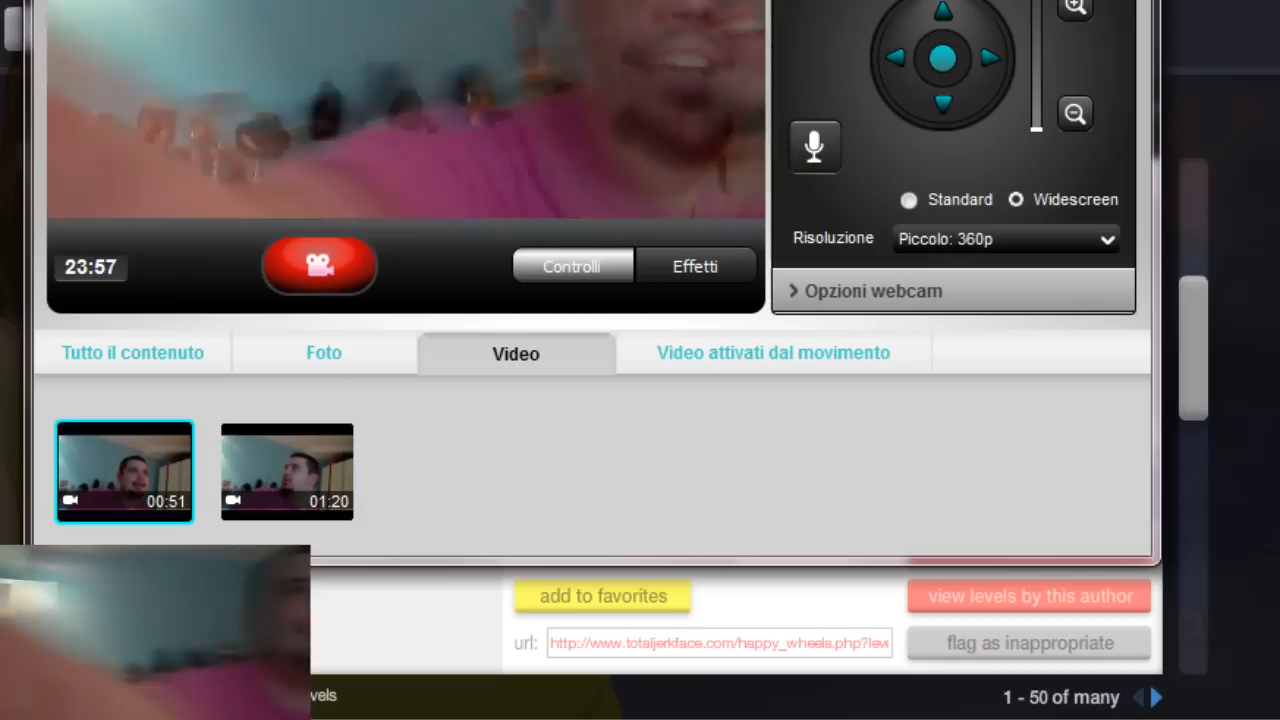 Standard Widescreen
Risoluzione Piccolo: 360p
23:57 Controlli Effetti
Opzioni webcam
Tutto il contenuto Foto Video Video attivati dal movimento
00:51 01:20
add to favorites view levels by this author
url: http://www.totaljerkface.com/happy_wheels.php?lev flag as inappropriate
vels 1 - 50 of many